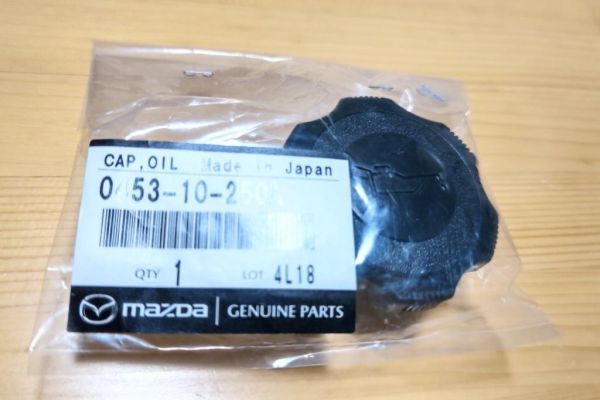 CAP, OIL Made in Japan
QTY 1 LOT 4L18
mazda GENUINE PARTS